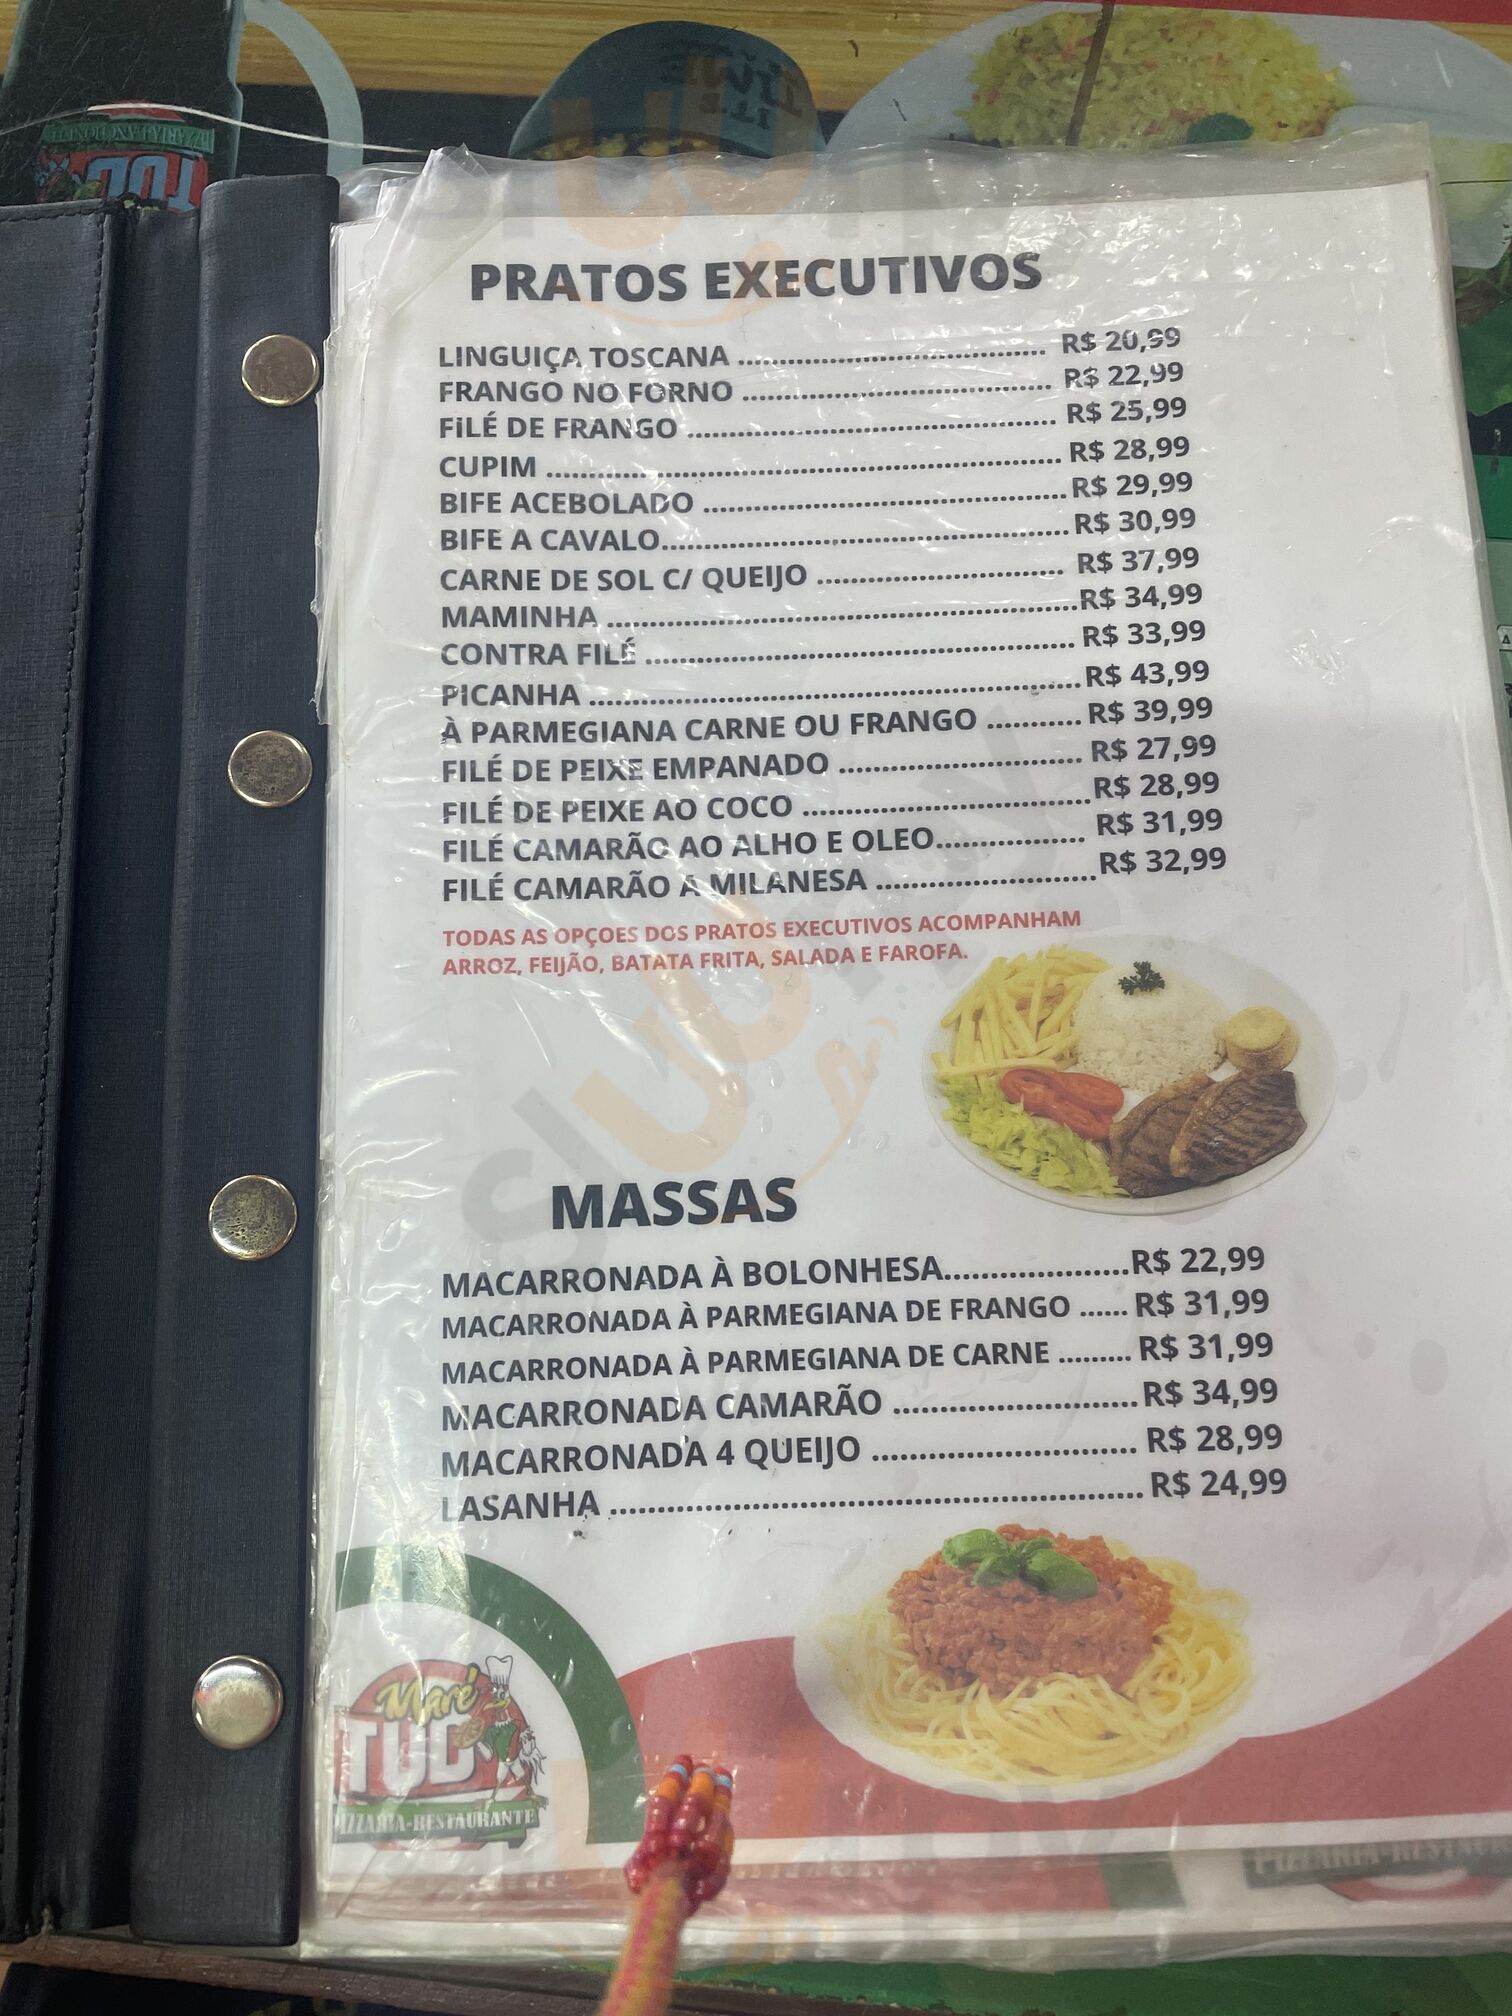 PRATOS EXECUTIVOS
LINGUIÇA TOSCANA .................................... R$ 20,99
FRANGO NO FORNO .................................... R$ 22,99
FILÉ DE FRANGO ........................................... R$ 25,99
CUPIM ............................................................ R$ 28,99
BIFE ACEBOLADO .......................................... R$ 29,99
BIFE A CAVALO............................................... R$ 30,99
CARNE DE SOL C/ QUEIJO ............................. R$ 37,99
MAMINHA ....................................................... R$ 34,99
CONTRA FILÉ .................................................. R$ 33,99
PICANHA ......................................................... R$ 43,99
À PARMEGIANA CARNE OU FRANGO ........... R$ 39,99
FILÉ DE PEIXE EMPANADO ............................ R$ 27,99
FILÉ DE PEIXE AO COCO ................................. R$ 28,99
FILÉ CAMARÃO AO ALHO E OLEO.................. R$ 31,99
FILÉ CAMARÃO A MILANESA .......................... R$ 32,99
TODAS AS OPÇOES DOS PRATOS EXECUTIVOS ACOMPANHAM
ARROZ, FEIJÃO, BATATA FRITA, SALADA E FAROFA.
MASSAS
MACARRONADA À BOLONHESA.................... R$ 22,99
MACARRONADA À PARMEGIANA DE FRANGO ...... R$ 31,99
MACARRONADA À PARMEGIANA DE CARNE ......... R$ 31,99
MACARRONADA CAMARÃO .......................... R$ 34,99
MACARRONADA 4 QUEIJO ............................ R$ 28,99
LASANHA ......................................................... R$ 24,99
Maré
TUD
PIZZARIA-RESTAURANTE